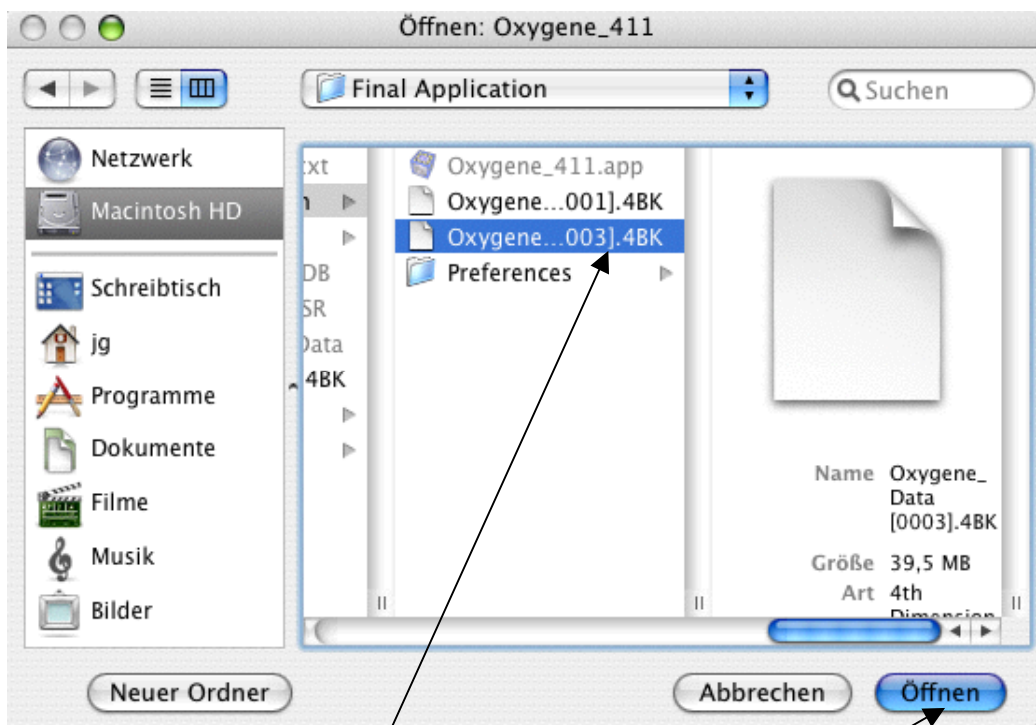 Öffnen: Oxygene_411
Final Application
Suchen
Netzwerk
Macintosh HD
Schreibtisch
jg
Programme
Dokumente
Filme
Musik
Bilder
txt
n
DB
SR
Data
4BK
Oxygene_411.app
Oxygene...001].4BK
Oxygene...003].4BK
Preferences
Name Oxygene_
Data
[0003].4BK
Größe 39,5 MB
Art 4th
Dimension
Neuer Ordner
Abbrechen
Öffnen